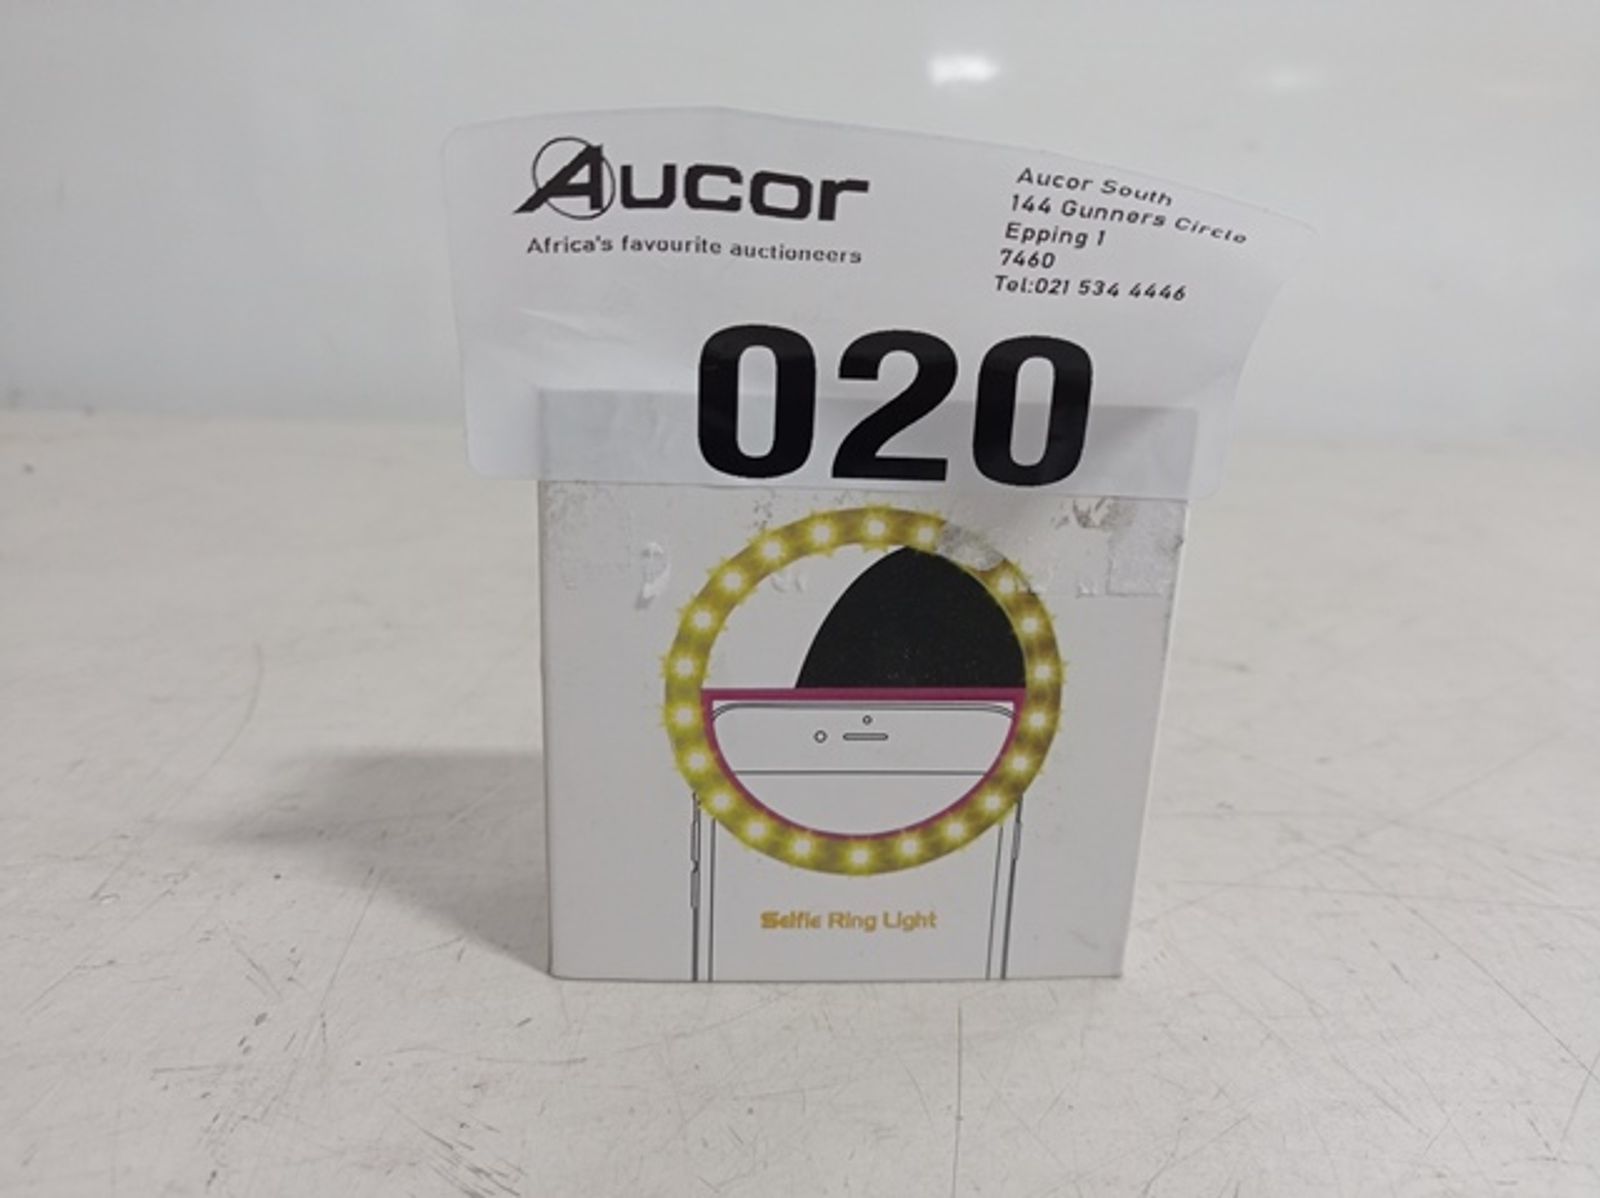 Aucor
Africa's favourite auctioneers
Aucor South
144 Gunners Circle
Epping 1
7460
Tel:021 534 4446
020
Selfie Ring Light